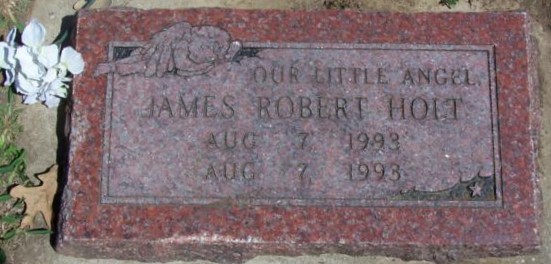 OUR LITTLE ANGEL
JAMES ROBERT HOLT
AUG 7, 1993
AUG 7, 1993